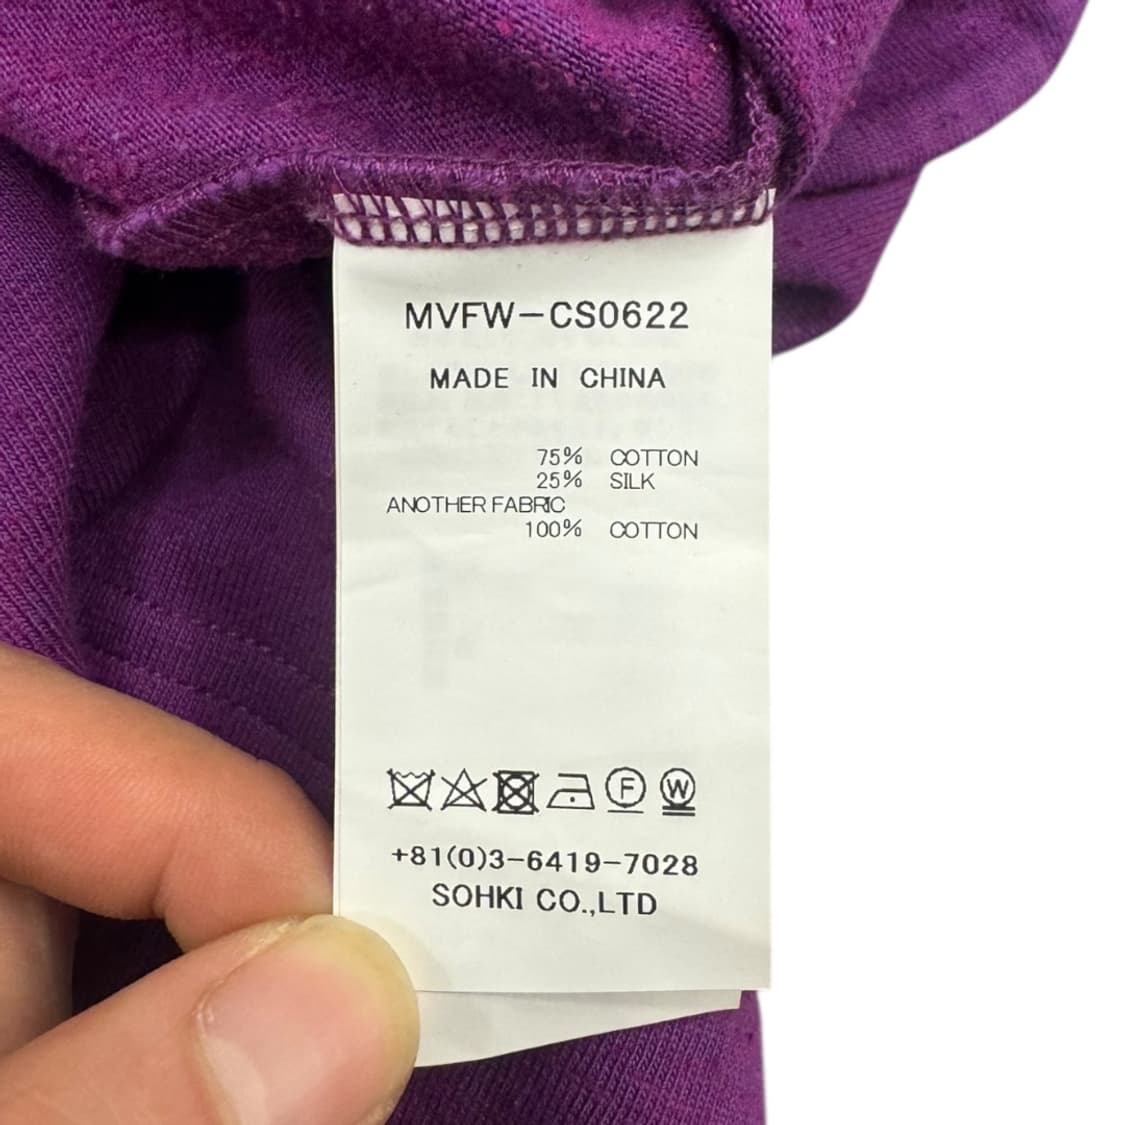 MVFW-CS0622
MADE IN CHINA
75% COTTON
25% SILK
ANOTHER FABRIC
100% COTTON
F W
+81(0)3-6419-7028
SOHKI CO.,LTD